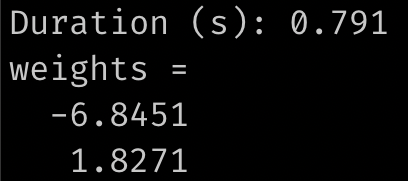 Duration (s): 0.791
weights =
-6.8451
1.8271